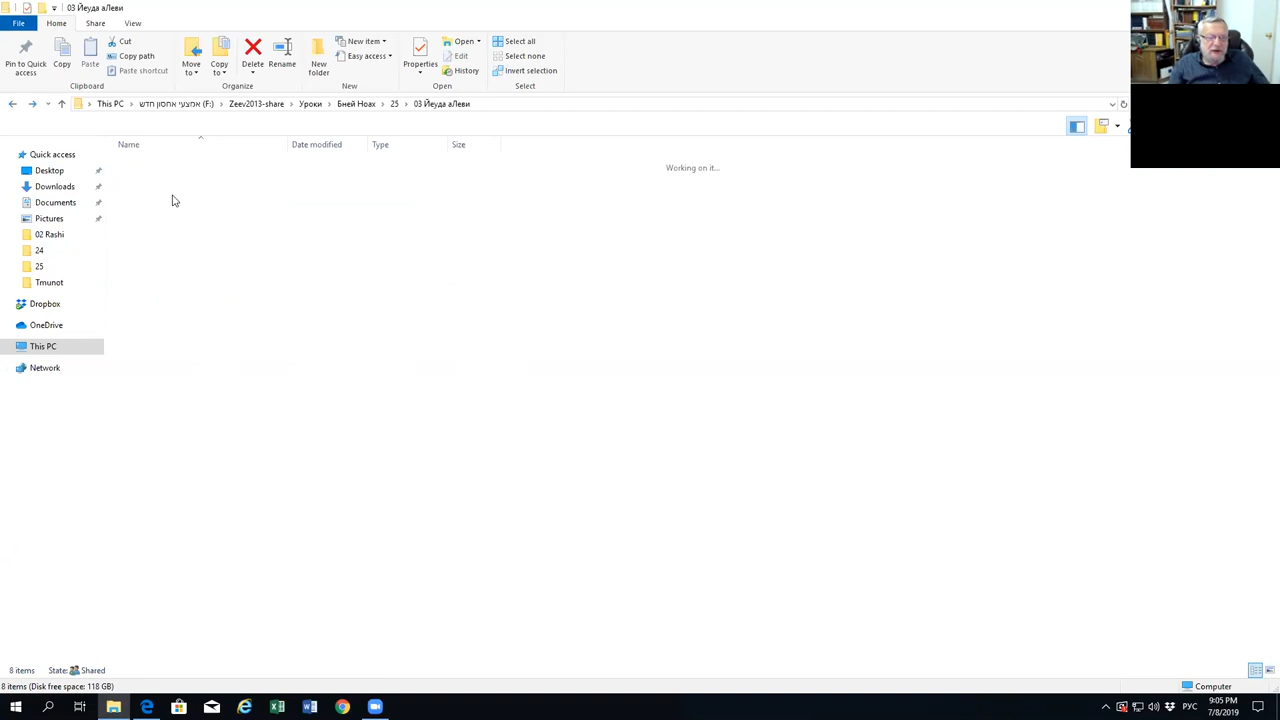 03 Йеуда аЛеви
File
Home
Share
View
Pin to Quick access
Copy
Paste
Cut
Copy path
Paste shortcut
Clipboard
Move to
Copy to
Delete
Rename
Organize
New folder
New item
Easy access
New
Properties
Open
Edit
History
Open
Select all
Select none
Invert selection
Select
This PC › אמצעי אחסון חדש (F:) › Zeev2013-share › Уроки › Бней Ноах › 25 › 03 Йеуда аЛеви
Name
Date modified
Type
Size
Working on it...
Quick access
Desktop
Downloads
Documents
Pictures
02 Rashi
24
25
Tmunot
Dropbox
OneDrive
This PC
Network
8 items
State: Shared
8 items (Disk free space: 118 GB)
Computer
РУС
9:05 PM
7/8/2019